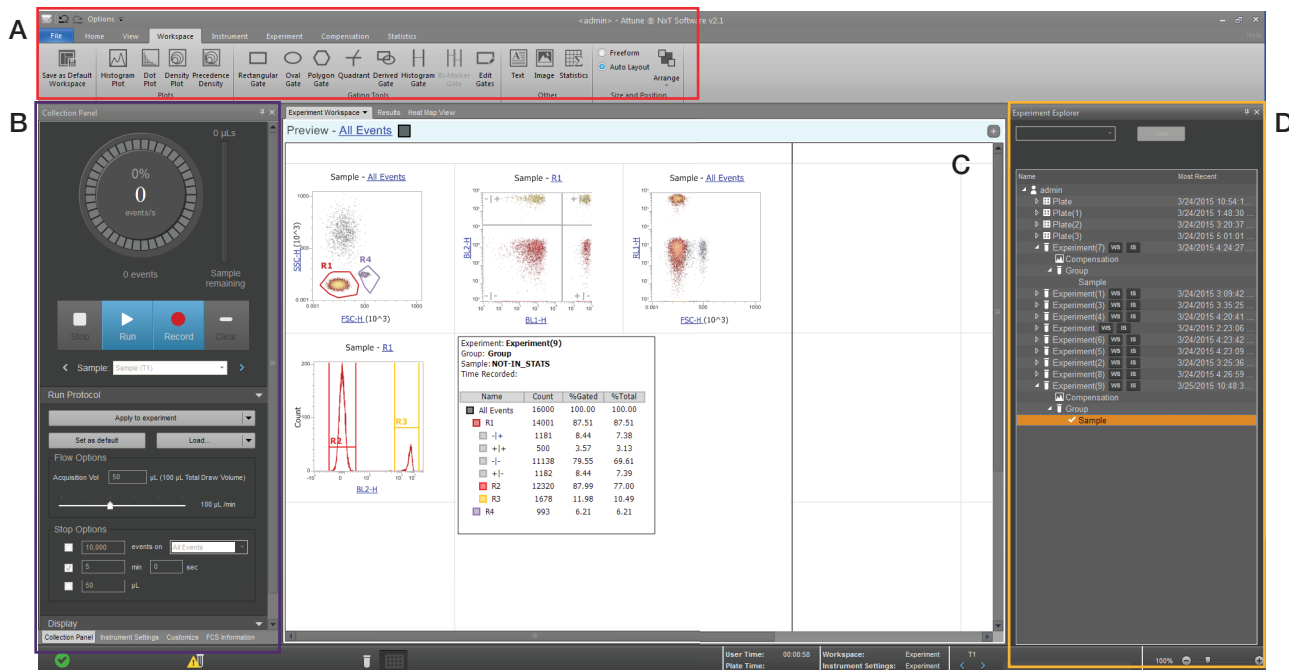 A
B
C
D
Options
<admin> - Attune ® NxT Software v2.1
File Home View Workspace Instrument Experiment Compensation Statistics
Help
Save as Default Workspace
Histogram Plot
Dot Plot
Density Plot
Precedence Density
Plots
Rectangular Gate
Oval Gate
Polygon Gate
Quadrant
Derived Gate
Histogram Gate
Bi-Marker Gate
Edit Gates
Gating Tools
Text
Image
Statistics
Other
Freeform
Auto Layout
Arrange
Size and Position
Collection Panel
0 µLs
0%
0
events/s
0 events
Sample remaining
Stop
Run
Record
Clear
Sample: Sample (T1)
Run Protocol
Apply to experiment
Set as default
Load...
Flow Options
Acquisition Vol 50 µL (100 µL Total Draw Volume)
100 µL /min
Stop Options
10,000 events on All Events
5 min 0 sec
50 µL
Display
Collection Panel Instrument Settings Customize FCS Information
Experiment Workspace Results Heat Map View
Preview - All Events
Sample - All Events
SSC-H (10^3)
1000
0.001
R1
R4
0.001 500 1000
FSC-H (10^3)
Sample - R1
BL2-H
-|+
+|+
-|-
+|-
BL1-H
Sample - All Events
RL1-H
0.001 500 1000
FSC-H (10^3)
Sample - R1
Count
200
100
0
R2
R3
BL2-H
Experiment: Experiment(9)
Group: Group
Sample: NOT-IN_STATS
Time Recorded:
Name Count %Gated %Total
All Events 16000 100.00 100.00
R1 14001 87.51 87.51
-|+ 1181 8.44 7.38
+|+ 500 3.57 3.13
-|- 11138 79.55 69.61
+|- 1182 8.44 7.39
R2 12320 87.99 77.00
R3 1678 11.98 10.49
R4 993 6.21 6.21
Experiment Explorer
Name Most Recent
admin
Plate 3/24/2015 10:54:1...
Plate(1) 3/24/2015 1:48:30 ...
Plate(2) 3/24/2015 3:20:37 ...
Plate(3) 3/24/2015 5:01:01 ...
Experiment(7) WS IS 3/24/2015 4:24:27 ...
Compensation
Group
Sample
Experiment(1) WS IS 3/24/2015 3:09:42 ...
Experiment(3) WS IS 3/24/2015 3:35:25 ...
Experiment(4) WS IS 3/24/2015 4:20:41 ...
Experiment WS IS 3/24/2015 2:23:06 ...
Experiment(6) WS IS 3/24/2015 4:23:42 ...
Experiment(5) WS IS 3/24/2015 4:23:09 ...
Experiment(2) WS IS 3/24/2015 3:25:36 ...
Experiment(8) WS IS 3/24/2015 4:26:59 ...
Experiment(9) WS IS 3/25/2015 10:48:3...
Compensation
Group
Sample
User Time: 00:08:58 Workspace: Experiment T1
Plate Time: Instrument Settings: Experiment
100%